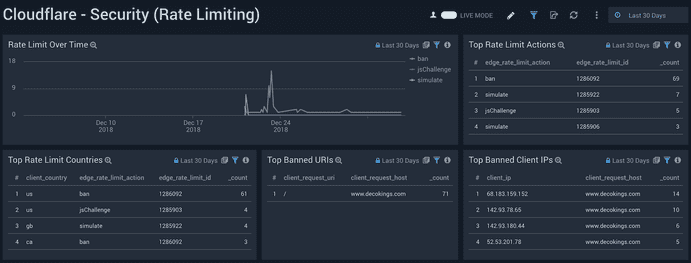 Cloudflare - Security (Rate Limiting)
LIVE MODE
Last 30 Days
Rate Limit Over Time
Last 30 Days
18
9
0
Dec 10
2018
Dec 17
2018
Dec 24
2018
ban
jsChallenge
simulate
Top Rate Limit Actions
Last 30 Days
# edge_rate_limit_action edge_rate_limit_id _count
1 ban 1286092 69
2 simulate 1285922 7
3 jsChallenge 1285903 5
4 simulate 1285906 3
Top Rate Limit Countries
Last 30 Days
# client_country edge_rate_limit_action edge_rate_limit_id _count
1 us ban 1286092 61
2 us jsChallenge 1285903 4
3 gb simulate 1285922 4
4 ca ban 1286092 3
Top Banned URIs
Last 30 Days
# client_request_uri client_request_host _count
1 / www.decokings.com 71
Top Banned Client IPs
Last 30 Days
# client_ip client_request_host _count
1 68.183.159.152 www.decokings.com 14
2 142.93.78.65 www.decokings.com 10
3 142.93.180.44 www.decokings.com 6
4 52.53.201.78 www.decokings.com 5